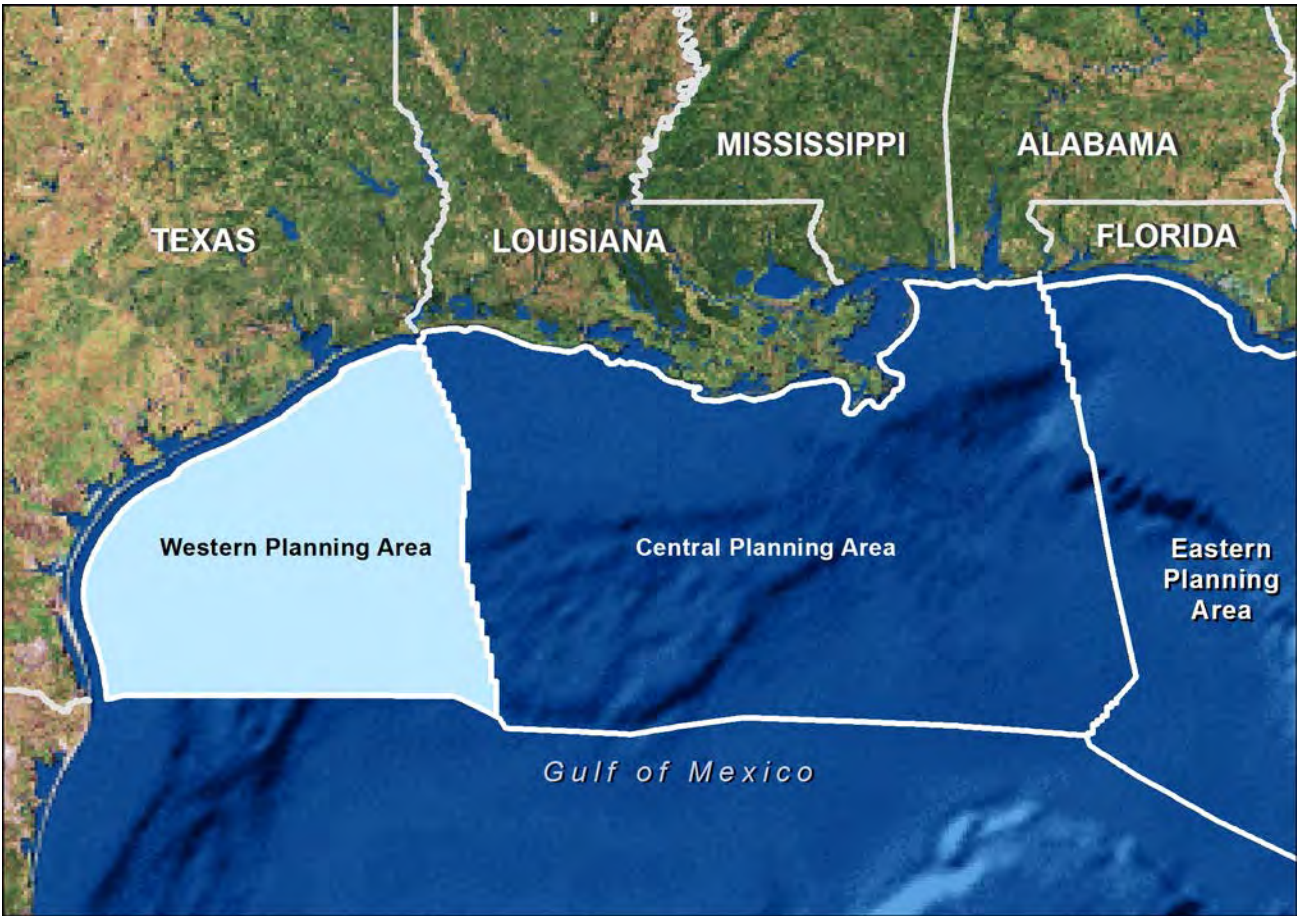 MISSISSIPPI
ALABAMA
TEXAS
LOUISIANA
FLORIDA
Western Planning Area
Central Planning Area
Eastern
Planning
Area
Gulf of Mexico